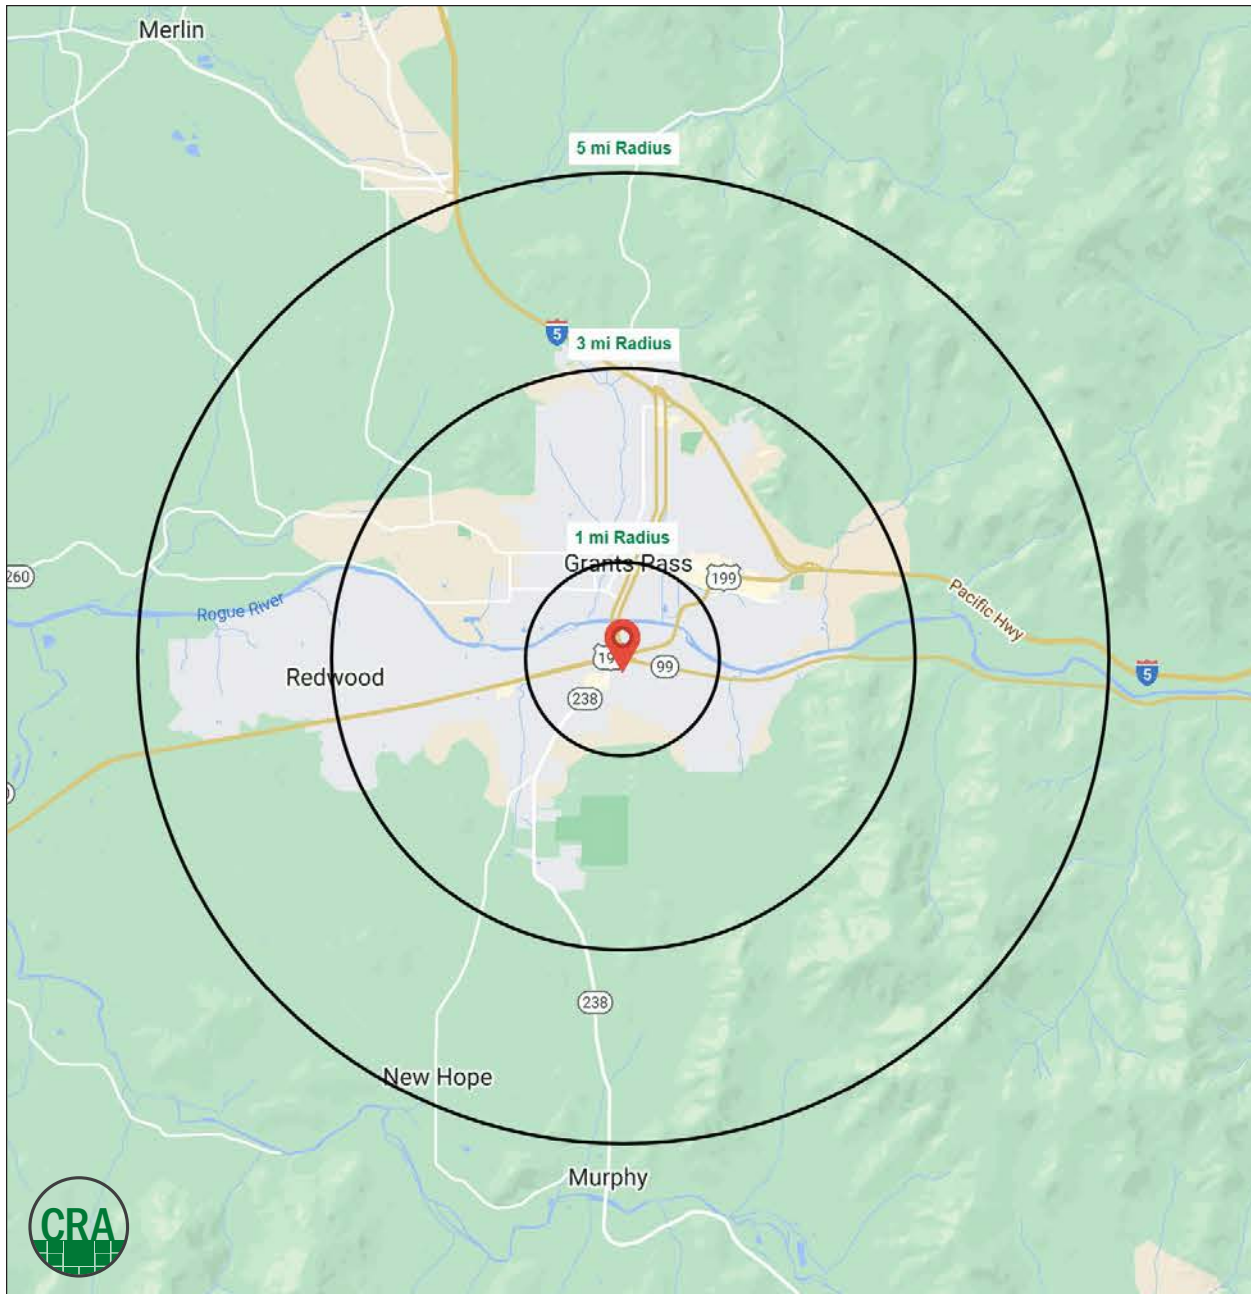 Merlin
5 mi Radius
5
3 mi Radius
1 mi Radius
Grants Pass
199
260
Pacific Hwy
Rogue River
19
99
Redwood
5
238
238
New Hope
Murphy
CRA